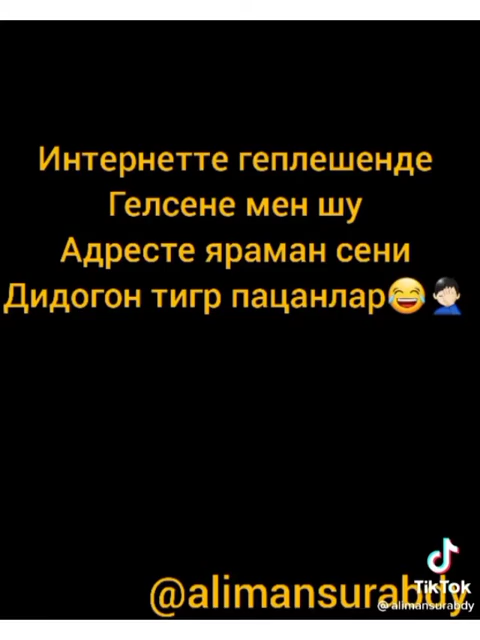 Интернетте геплешенде
Гелсене мен шу
Адресте яраман сени
Дидогон тигр пацанлар😂🤦🏻‍♂️
@alimansurabdy
TikTok
@alimansurabdy